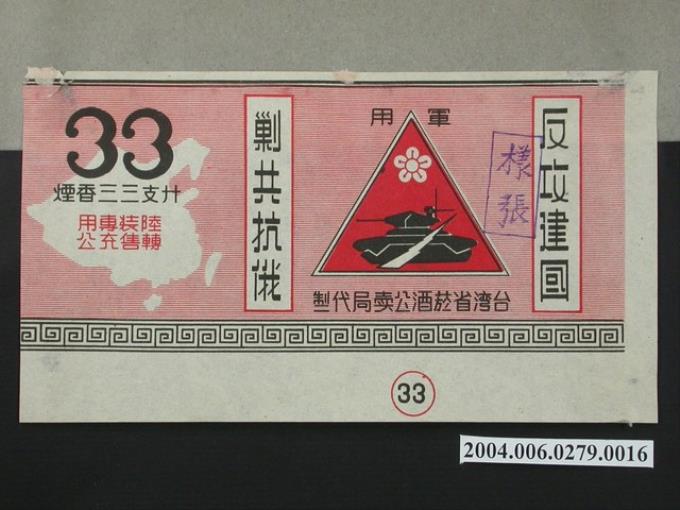 反攻建國
樣張
軍用
台湾省菸酒公卖局代製
剿共抗俄
33
廿支三三香煙
陸裝專用
轉售充公
33
2004.006.0279.0016